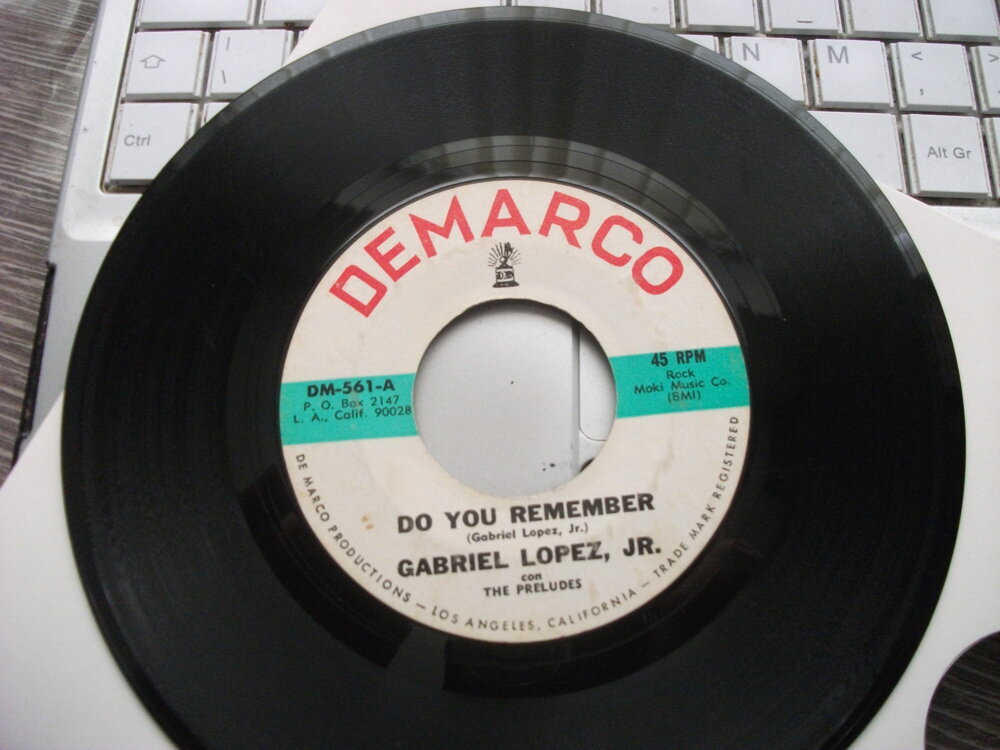 N
M
<
,
>
|
\
Ctrl
Alt Gr
DEMARCO
DM-561-A
P. O. Box 2147
L. A., Calif. 90028
45 RPM
Rock
Moki Music Co.
(BMI)
DO YOU REMEMBER
(Gabriel Lopez, Jr.)
GABRIEL LOPEZ, JR.
con
THE PRELUDES
DE MARCO PRODUCTIONS — LOS ANGELES, CALIFORNIA — TRADE MARK REGISTERED